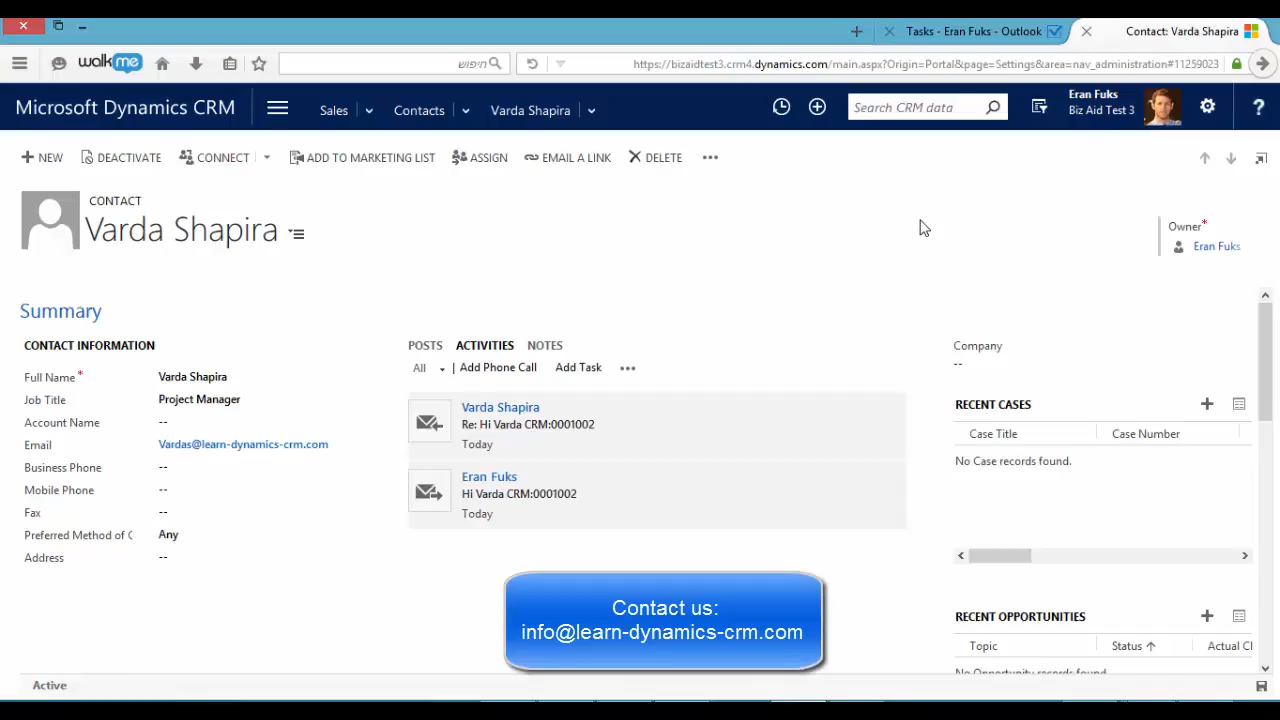 Tasks - Eran Fuks - Outlook
Contact: Varda Shapira
walkme
חיפוש
https://bizaidtest3.crm4.dynamics.com/main.aspx?Origin=Portal&page=Settings&area=nav_administration#11259023
Microsoft Dynamics CRM
Sales
Contacts
Varda Shapira
Search CRM data
Eran Fuks
Biz Aid Test 3
?
NEW
DEACTIVATE
CONNECT
ADD TO MARKETING LIST
ASSIGN
EMAIL A LINK
DELETE
CONTACT
Varda Shapira
Owner*
Eran Fuks
Summary
CONTACT INFORMATION
Full Name* Varda Shapira
Job Title Project Manager
Account Name --
Email Vardas@learn-dynamics-crm.com
Business Phone --
Mobile Phone --
Fax --
Preferred Method of C Any
Address --
POSTS ACTIVITIES NOTES
All | Add Phone Call Add Task
Varda Shapira
Re: Hi Varda CRM:0001002
Today
Eran Fuks
Hi Varda CRM:0001002
Today
Company
--
RECENT CASES
Case Title Case Number
No Case records found.
RECENT OPPORTUNITIES
Topic Status Actual Cl
No Opportunity records found.
Contact us:
info@learn-dynamics-crm.com
Active